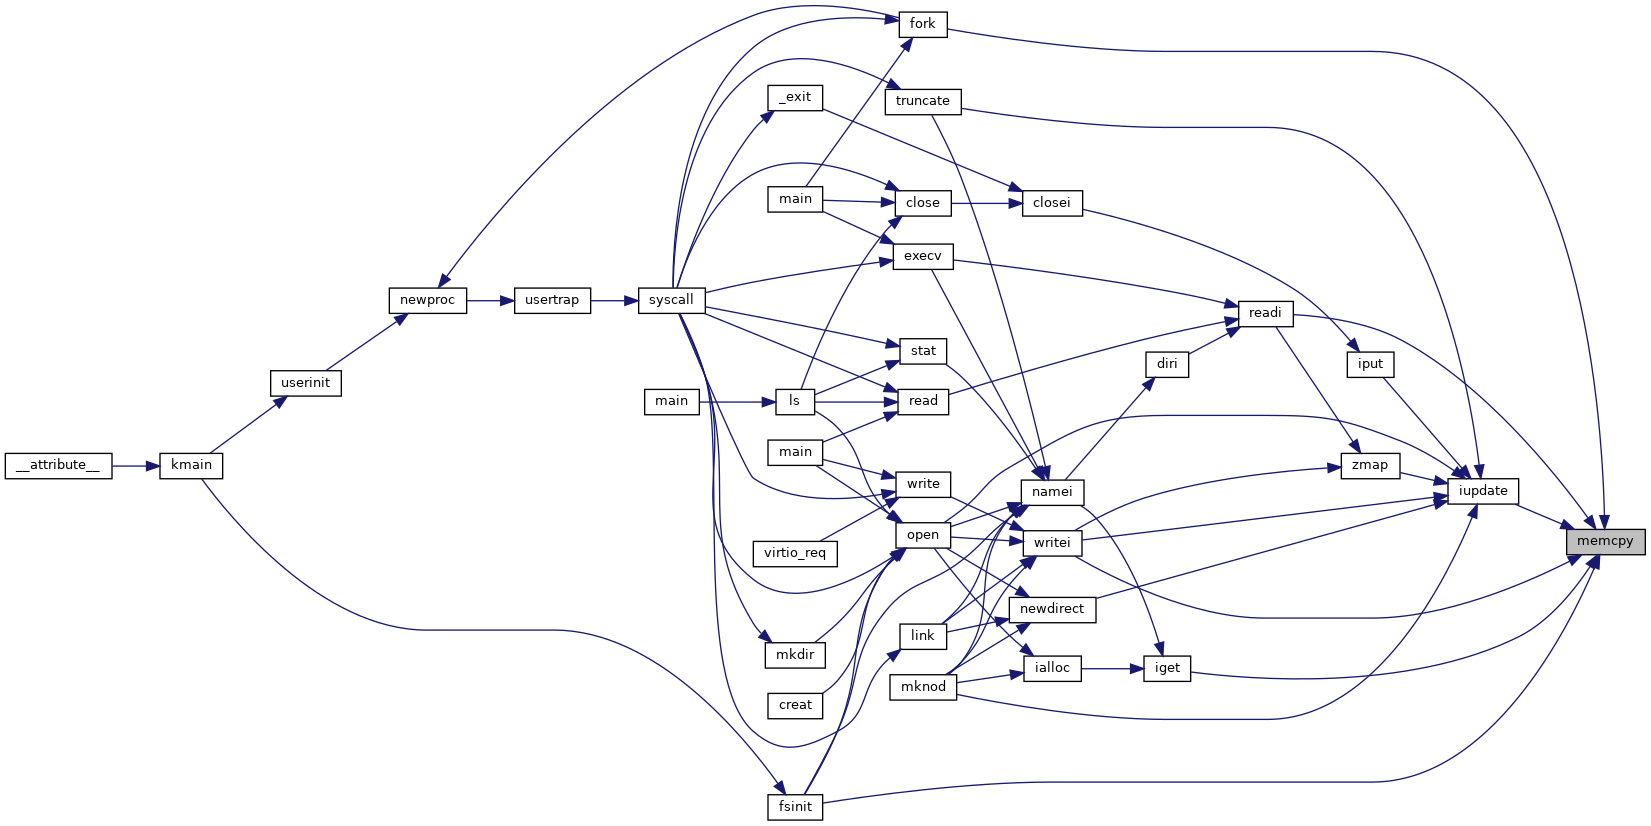 fork
truncate
_exit
main
close
closei
execv
newproc
usertrap
syscall
readi
stat
diri
iput
userinit
main
ls
read
main
zmap
__attribute__
kmain
write
namei
iupdate
open
writei
memcpy
virtio_req
newdirect
link
mkdir
ialloc
iget
mknod
creat
fsinit